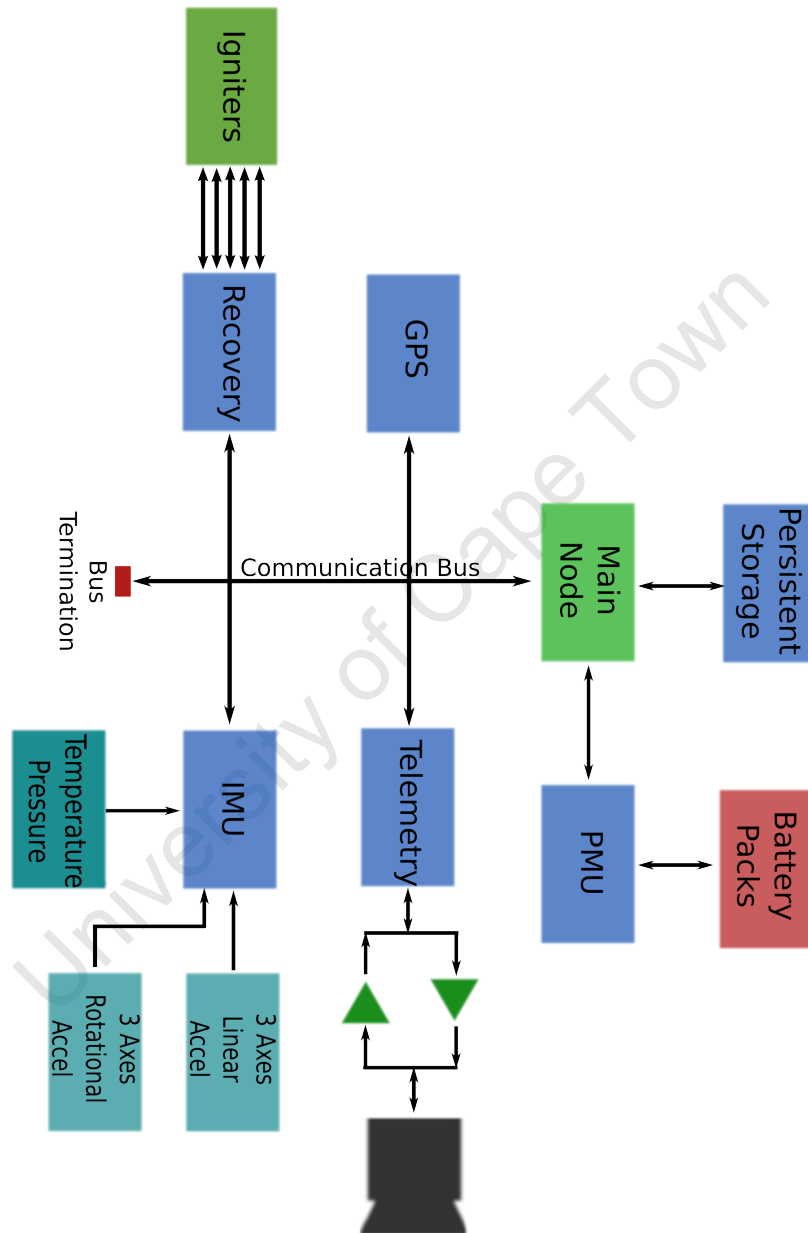 Igniters
Recovery
GPS
Persistent
Storage
Main
Node
Communication Bus
Bus
Termination
Temperature
Pressure
IMU
Telemetry
PMU
Battery
Packs
3 Axes
Rotational
Accel
3 Axes
Linear
Accel
University of Cape Town